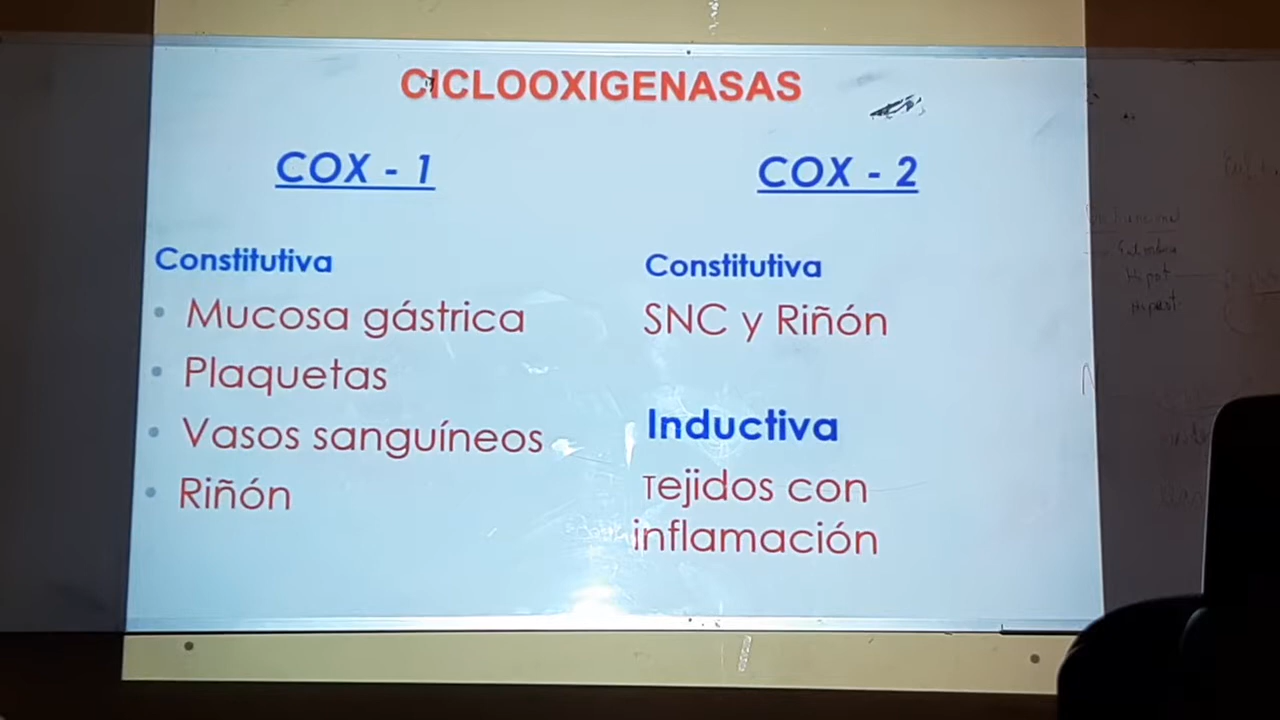 CICLOOXIGENASAS
COX - 1
Constitutiva
Mucosa gástrica
Plaquetas
Vasos sanguíneos
Riñón
COX - 2
Constitutiva
SNC y Riñón
Inductiva
Tejidos con
inflamación